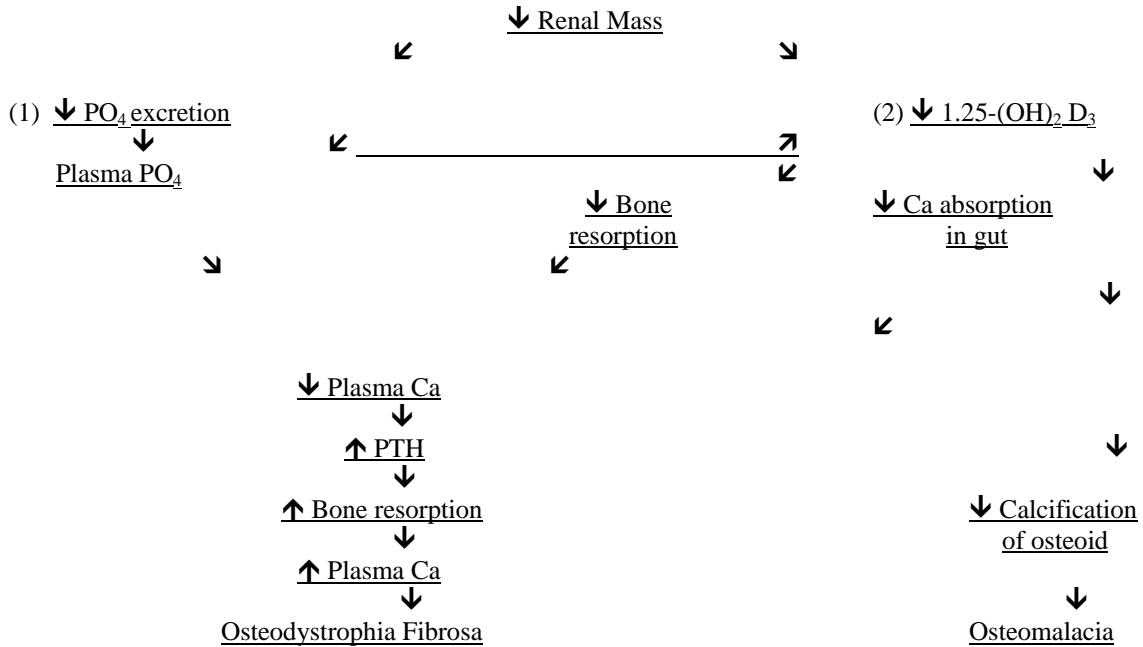 ↓ Renal Mass
↙ ↘
(1) ↓ PO4 excretion (2) ↓ 1.25-(OH)2 D3
↓ ↙ ↗
Plasma PO4 ↙ ↓
↓ Bone ↓ Ca absorption
resorption in gut
↘ ↙
↓
↙
↓ Plasma Ca
↓
↑ PTH ↓
↓
↑ Bone resorption ↓ Calcification
↓ of osteoid
↑ Plasma Ca
↓ ↓
Osteodystrophia Fibrosa Osteomalacia